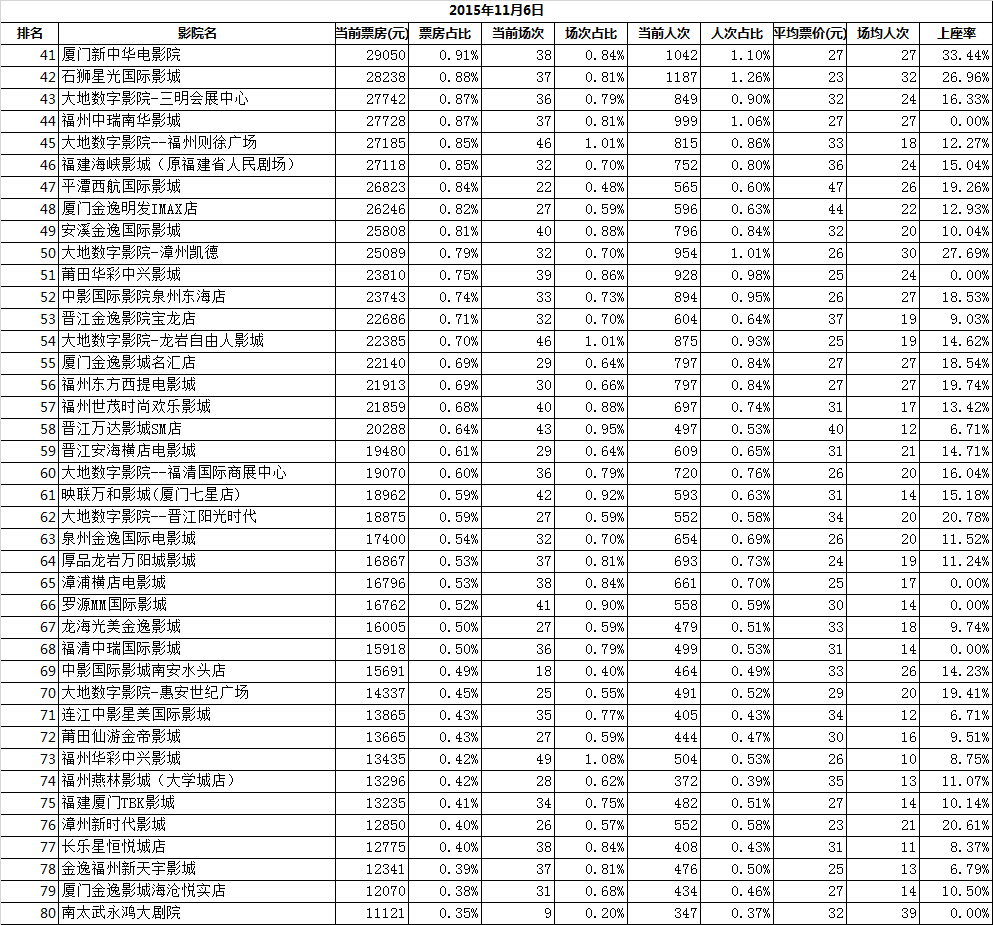 2015年11月6日
排名 影院名 当前票房(元) 票房占比 当前场次 场次占比 当前人次 人次占比 平均票价(元) 场均人次 上座率
41 厦门新中华电影院 29050 0.91% 38 0.84% 1042 1.10% 27 27 33.44%
42 石狮星光国际影城 28238 0.88% 37 0.81% 1187 1.26% 23 32 26.96%
43 大地数字影院-三明会展中心 27742 0.87% 36 0.79% 849 0.90% 32 24 16.33%
44 福州中瑞南华影城 27728 0.87% 37 0.81% 999 1.06% 27 27 0.00%
45 大地数字影院--福州则徐广场 27185 0.85% 46 1.01% 815 0.86% 33 18 12.27%
46 福建海峡影城（原福建省人民剧场） 27118 0.85% 32 0.70% 752 0.80% 36 24 15.04%
47 平潭西航国际影城 26823 0.84% 22 0.48% 565 0.60% 47 26 19.26%
48 厦门金逸明发IMAX店 26246 0.82% 27 0.59% 596 0.63% 44 22 12.93%
49 安溪金逸国际影城 25808 0.81% 40 0.88% 796 0.84% 32 20 10.04%
50 大地数字影院-漳州凯德 25089 0.79% 32 0.70% 954 1.01% 26 30 27.69%
51 莆田华彩中兴影城 23810 0.75% 39 0.86% 928 0.98% 25 24 0.00%
52 中影国际影院泉州东海店 23743 0.74% 33 0.73% 894 0.95% 26 27 18.53%
53 晋江金逸影院宝龙店 22686 0.71% 32 0.70% 604 0.64% 37 19 9.03%
54 大地数字影院-龙岩自由人影城 22385 0.70% 46 1.01% 875 0.93% 25 19 14.62%
55 厦门金逸影城名汇店 22140 0.69% 29 0.64% 797 0.84% 27 27 18.54%
56 福州东方西提电影城 21913 0.69% 30 0.66% 797 0.84% 27 27 19.74%
57 福州世茂时尚欢乐影城 21859 0.68% 40 0.88% 697 0.74% 31 17 13.42%
58 晋江万达影城SM店 20288 0.64% 43 0.95% 497 0.53% 40 12 6.71%
59 晋江安海横店电影城 19480 0.61% 29 0.64% 609 0.65% 31 21 14.71%
60 大地数字影院--福清国际商展中心 19070 0.60% 36 0.79% 720 0.76% 26 20 16.04%
61 映联万和影城(厦门七星店) 18962 0.59% 42 0.92% 593 0.63% 31 14 15.18%
62 大地数字影院--晋江阳光时代 18875 0.59% 27 0.59% 552 0.58% 34 20 20.78%
63 泉州金逸国际电影城 17400 0.54% 32 0.70% 654 0.69% 26 20 11.52%
64 厚品龙岩万阳城影城 16867 0.53% 37 0.81% 693 0.73% 24 19 11.24%
65 漳浦横店电影城 16796 0.53% 38 0.84% 661 0.70% 25 17 0.00%
66 罗源MM国际影城 16762 0.52% 41 0.90% 558 0.59% 30 14 0.00%
67 龙海光美金逸影城 16005 0.50% 27 0.59% 479 0.51% 33 18 9.74%
68 福清中瑞国际影城 15918 0.50% 36 0.79% 499 0.53% 31 14 0.00%
69 中影国际影城南安水头店 15691 0.49% 18 0.40% 464 0.49% 33 26 14.23%
70 大地数字影院-惠安世纪广场 14337 0.45% 25 0.55% 491 0.52% 29 20 19.41%
71 连江中影星美国际影城 13865 0.43% 35 0.77% 405 0.43% 34 12 6.71%
72 莆田仙游金帝影城 13665 0.43% 27 0.59% 444 0.47% 30 16 9.51%
73 福州华彩中兴影城 13435 0.42% 49 1.08% 504 0.53% 26 10 8.75%
74 福州燕林影城（大学城店） 13296 0.42% 28 0.62% 372 0.39% 35 13 11.07%
75 福建厦门TBK影城 13235 0.41% 34 0.75% 482 0.51% 27 14 10.14%
76 漳州新时代影城 12850 0.40% 26 0.57% 552 0.58% 23 21 20.61%
77 长乐星恒悦城店 12775 0.40% 38 0.84% 408 0.43% 31 11 8.37%
78 金逸福州新天宇影城 12341 0.39% 37 0.81% 476 0.50% 25 13 6.79%
79 厦门金逸影城海沧悦实店 12070 0.38% 31 0.68% 434 0.46% 27 14 10.50%
80 南太武永鸿大剧院 11121 0.35% 9 0.20% 347 0.37% 32 39 0.00%